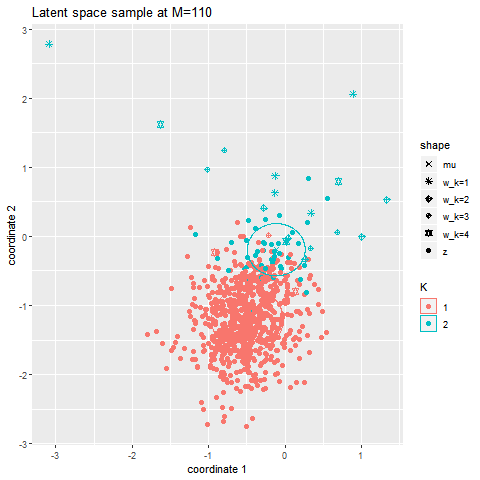 Latent space sample at M=110
coordinate 2
3
2
1
0
-1
-2
-3
-3
-2
-1
0
1
coordinate 1
shape
mu
w_k=1
w_k=2
w_k=3
w_k=4
z
K
1
2